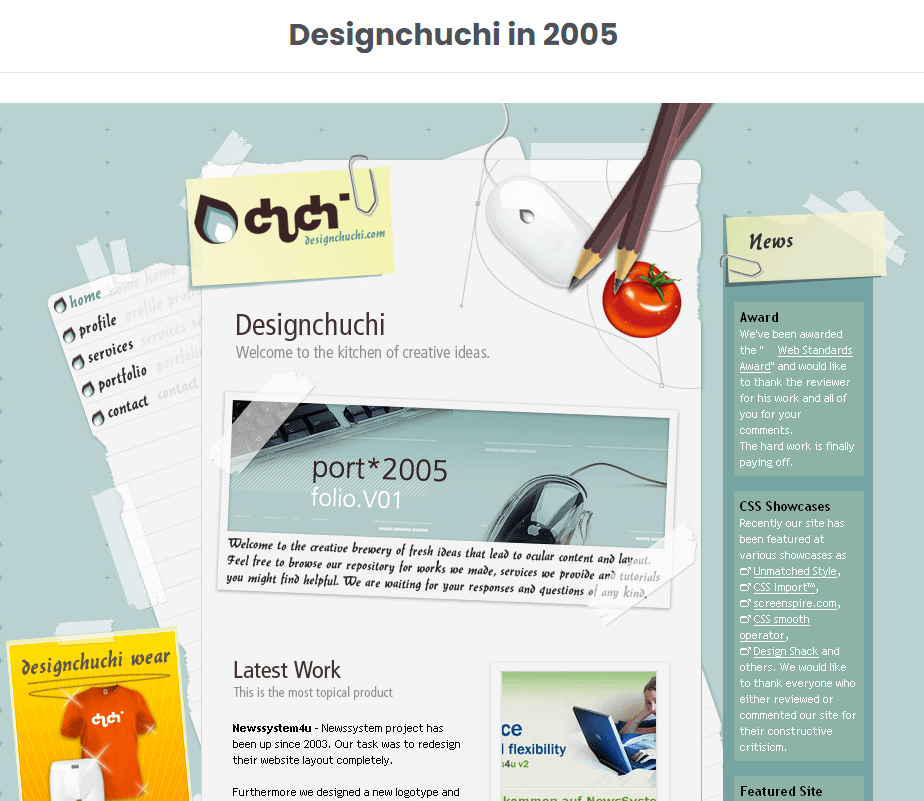 Designchuchi in 2005
chuchi
designchuchi.com
News
home home home
profile profile profile
services services
portfolio portfoli
contact contact
Designchuchi
Welcome to the kitchen of creative ideas.
port*2005
folio.V01
Welcome to the creative brewery of fresh ideas that lead to ocular content and layout.
Feel free to browse our repository for works we made, services we provide and tutorials
you might find helpful. We are waiting for your responses and questions of any kind.
designchuchi wear
chuchi
Latest Work
This is the most topical product
Newssystem4u - Newssystem project has
been up since 2003. Our task was to redesign
their website layout completely.
Furthermore we designed a new logotype and
ce
l flexibility
m4u v2
kommen auf NewsSyste
Award
We've been awarded
the " Web Standards
Award" and would like
to thank the reviewer
for his work and all of
you for your
comments.
The hard work is finally
paying off.
CSS Showcases
Recently our site has
been featured at
various showcases as
Unmatched Style,
CSS Import™,
screenspire.com,
CSS smooth
operator,
Design Shack and
others. We would like
to thank everyone who
either reviewed or
commented our site for
their constructive
critisicm.
Featured Site